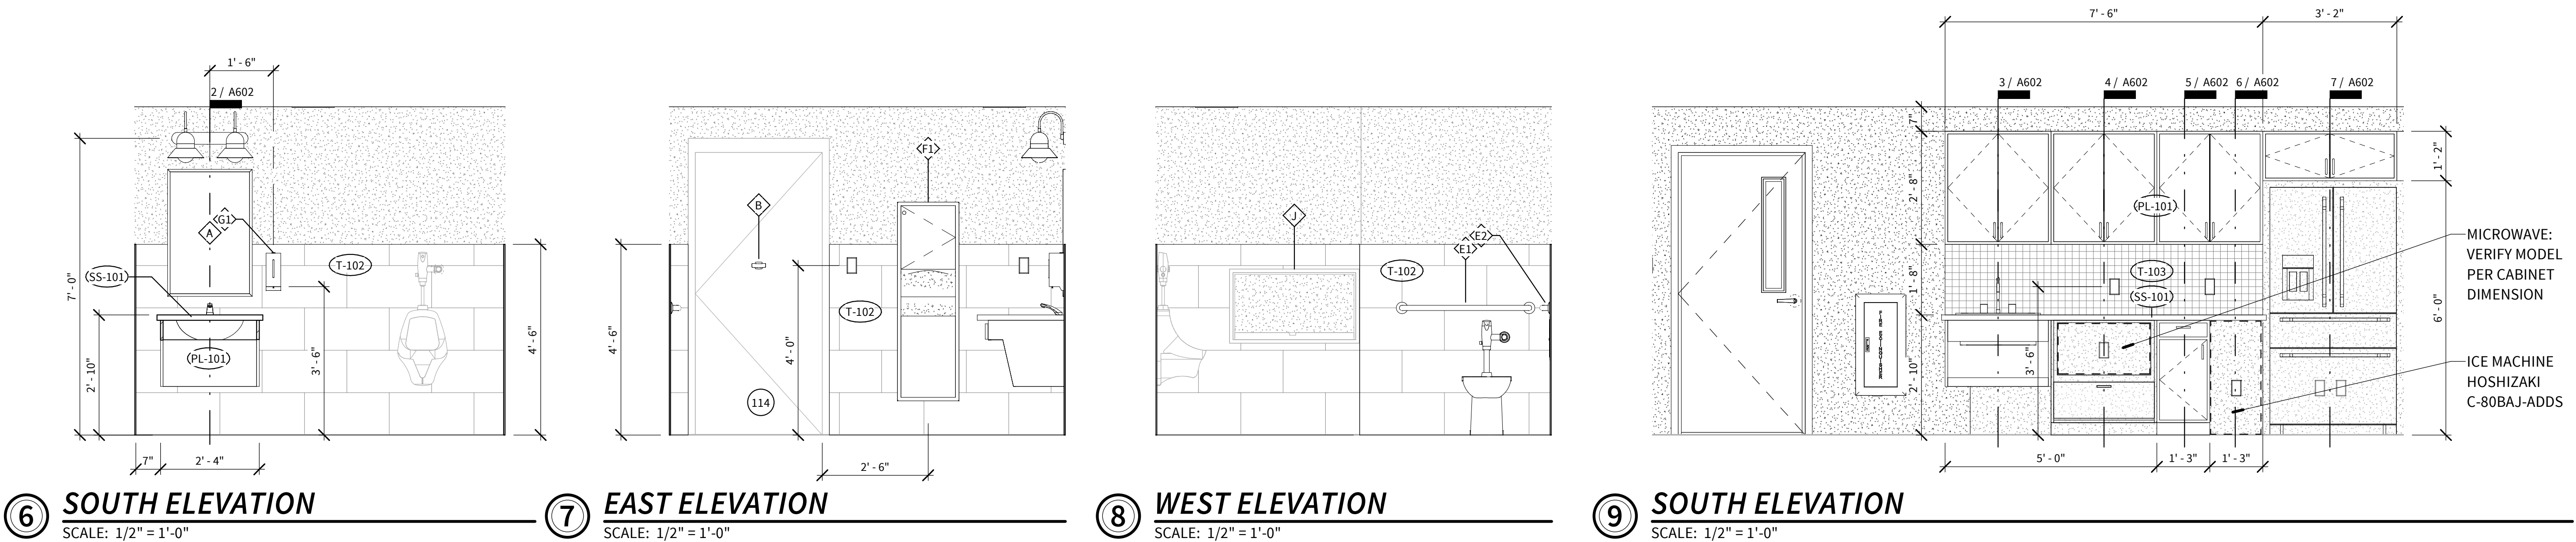 1' - 6"
2 / A602
7' - 0"
G1
A
SS-101
T-102
PL-101
2' - 10"
3' - 6"
4' - 6"
7"
2' - 4"
6
SOUTH ELEVATION
SCALE: 1/2" = 1'-0"
F1
B
T-102
4' - 6"
4' - 0"
114
2' - 6"
7
EAST ELEVATION
SCALE: 1/2" = 1'-0"
J
E2
E1
T-102
8
WEST ELEVATION
SCALE: 1/2" = 1'-0"
7' - 6"
3' - 2"
3 / A602
4 / A602
5 / A602
6 / A602
7 / A602
7"
2' - 8"
1' - 2"
PL-101
MICROWAVE:
VERIFY MODEL
PER CABINET
DIMENSION
T-103
SS-101
1' - 8"
6' - 0"
3' - 6"
2' - 10"
ICE MACHINE
HOSHIZAKI
C-80BAJ-ADDS
5' - 0"
1' - 3"
1' - 3"
9
SOUTH ELEVATION
SCALE: 1/2" = 1'-0"